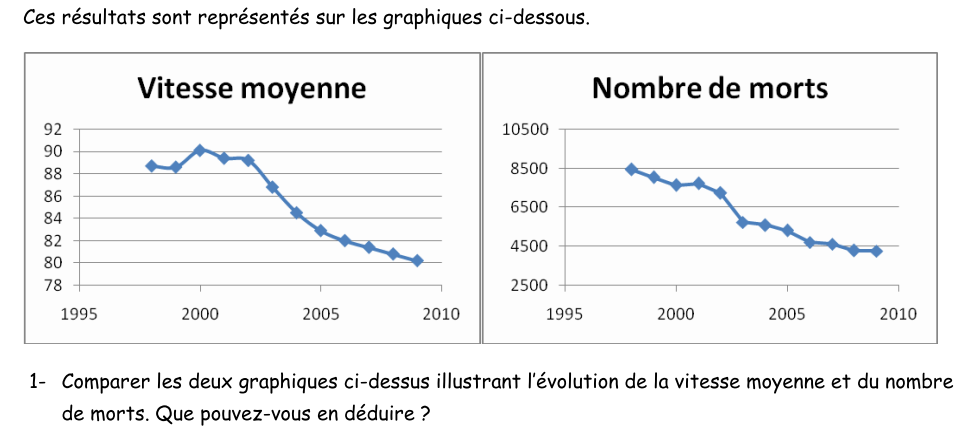 Ces résultats sont représentés sur les graphiques ci-dessous.
Vitesse moyenne
92
90
88
86
84
82
80
78
1995 2000 2005 2010
Nombre de morts
10500
8500
6500
4500
2500
1995 2000 2005 2010
1- Comparer les deux graphiques ci-dessus illustrant l'évolution de la vitesse moyenne et du nombre
de morts. Que pouvez-vous en déduire ?